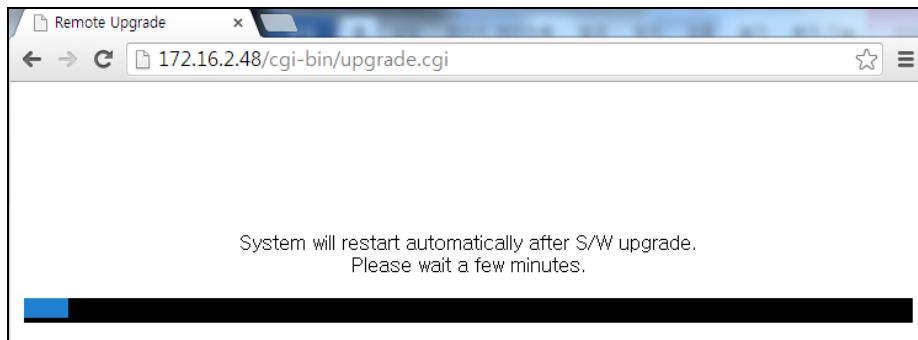 Remote Upgrade
172.16.2.48/cgi-bin/upgrade.cgi
System will restart automatically after S/W upgrade.
Please wait a few minutes.